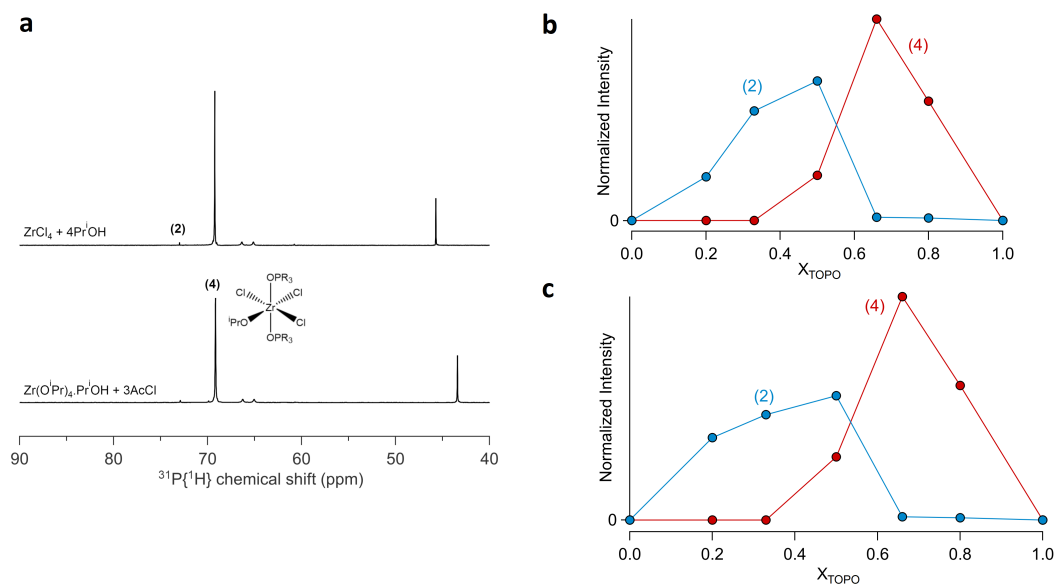 a
ZrCl₄ + 4PrⁱOH
(2)
(4)
OPR₃
Cl
Cl
Zr
ⁱPrO
Cl
OPR₃
Zr(OⁱPr)₄.PrⁱOH + 3AcCl
90 80 70 60 50 40
³¹P{¹H} chemical shift (ppm)
b
Normalized Intensity
(2)
(4)
0
0.0 0.2 0.4 0.6 0.8 1.0
X_TOPO
c
Normalized Intensity
(2)
(4)
0
0.0 0.2 0.4 0.6 0.8 1.0
X_TOPO